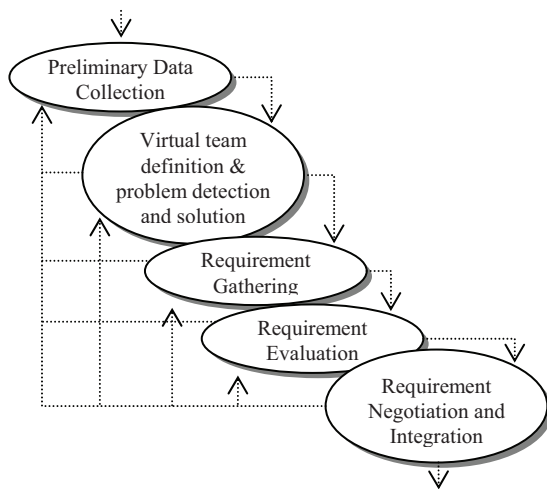 Preliminary Data
Collection
Virtual team
definition &
problem detection
and solution
Requirement
Gathering
Requirement
Evaluation
Requirement
Negotiation and
Integration